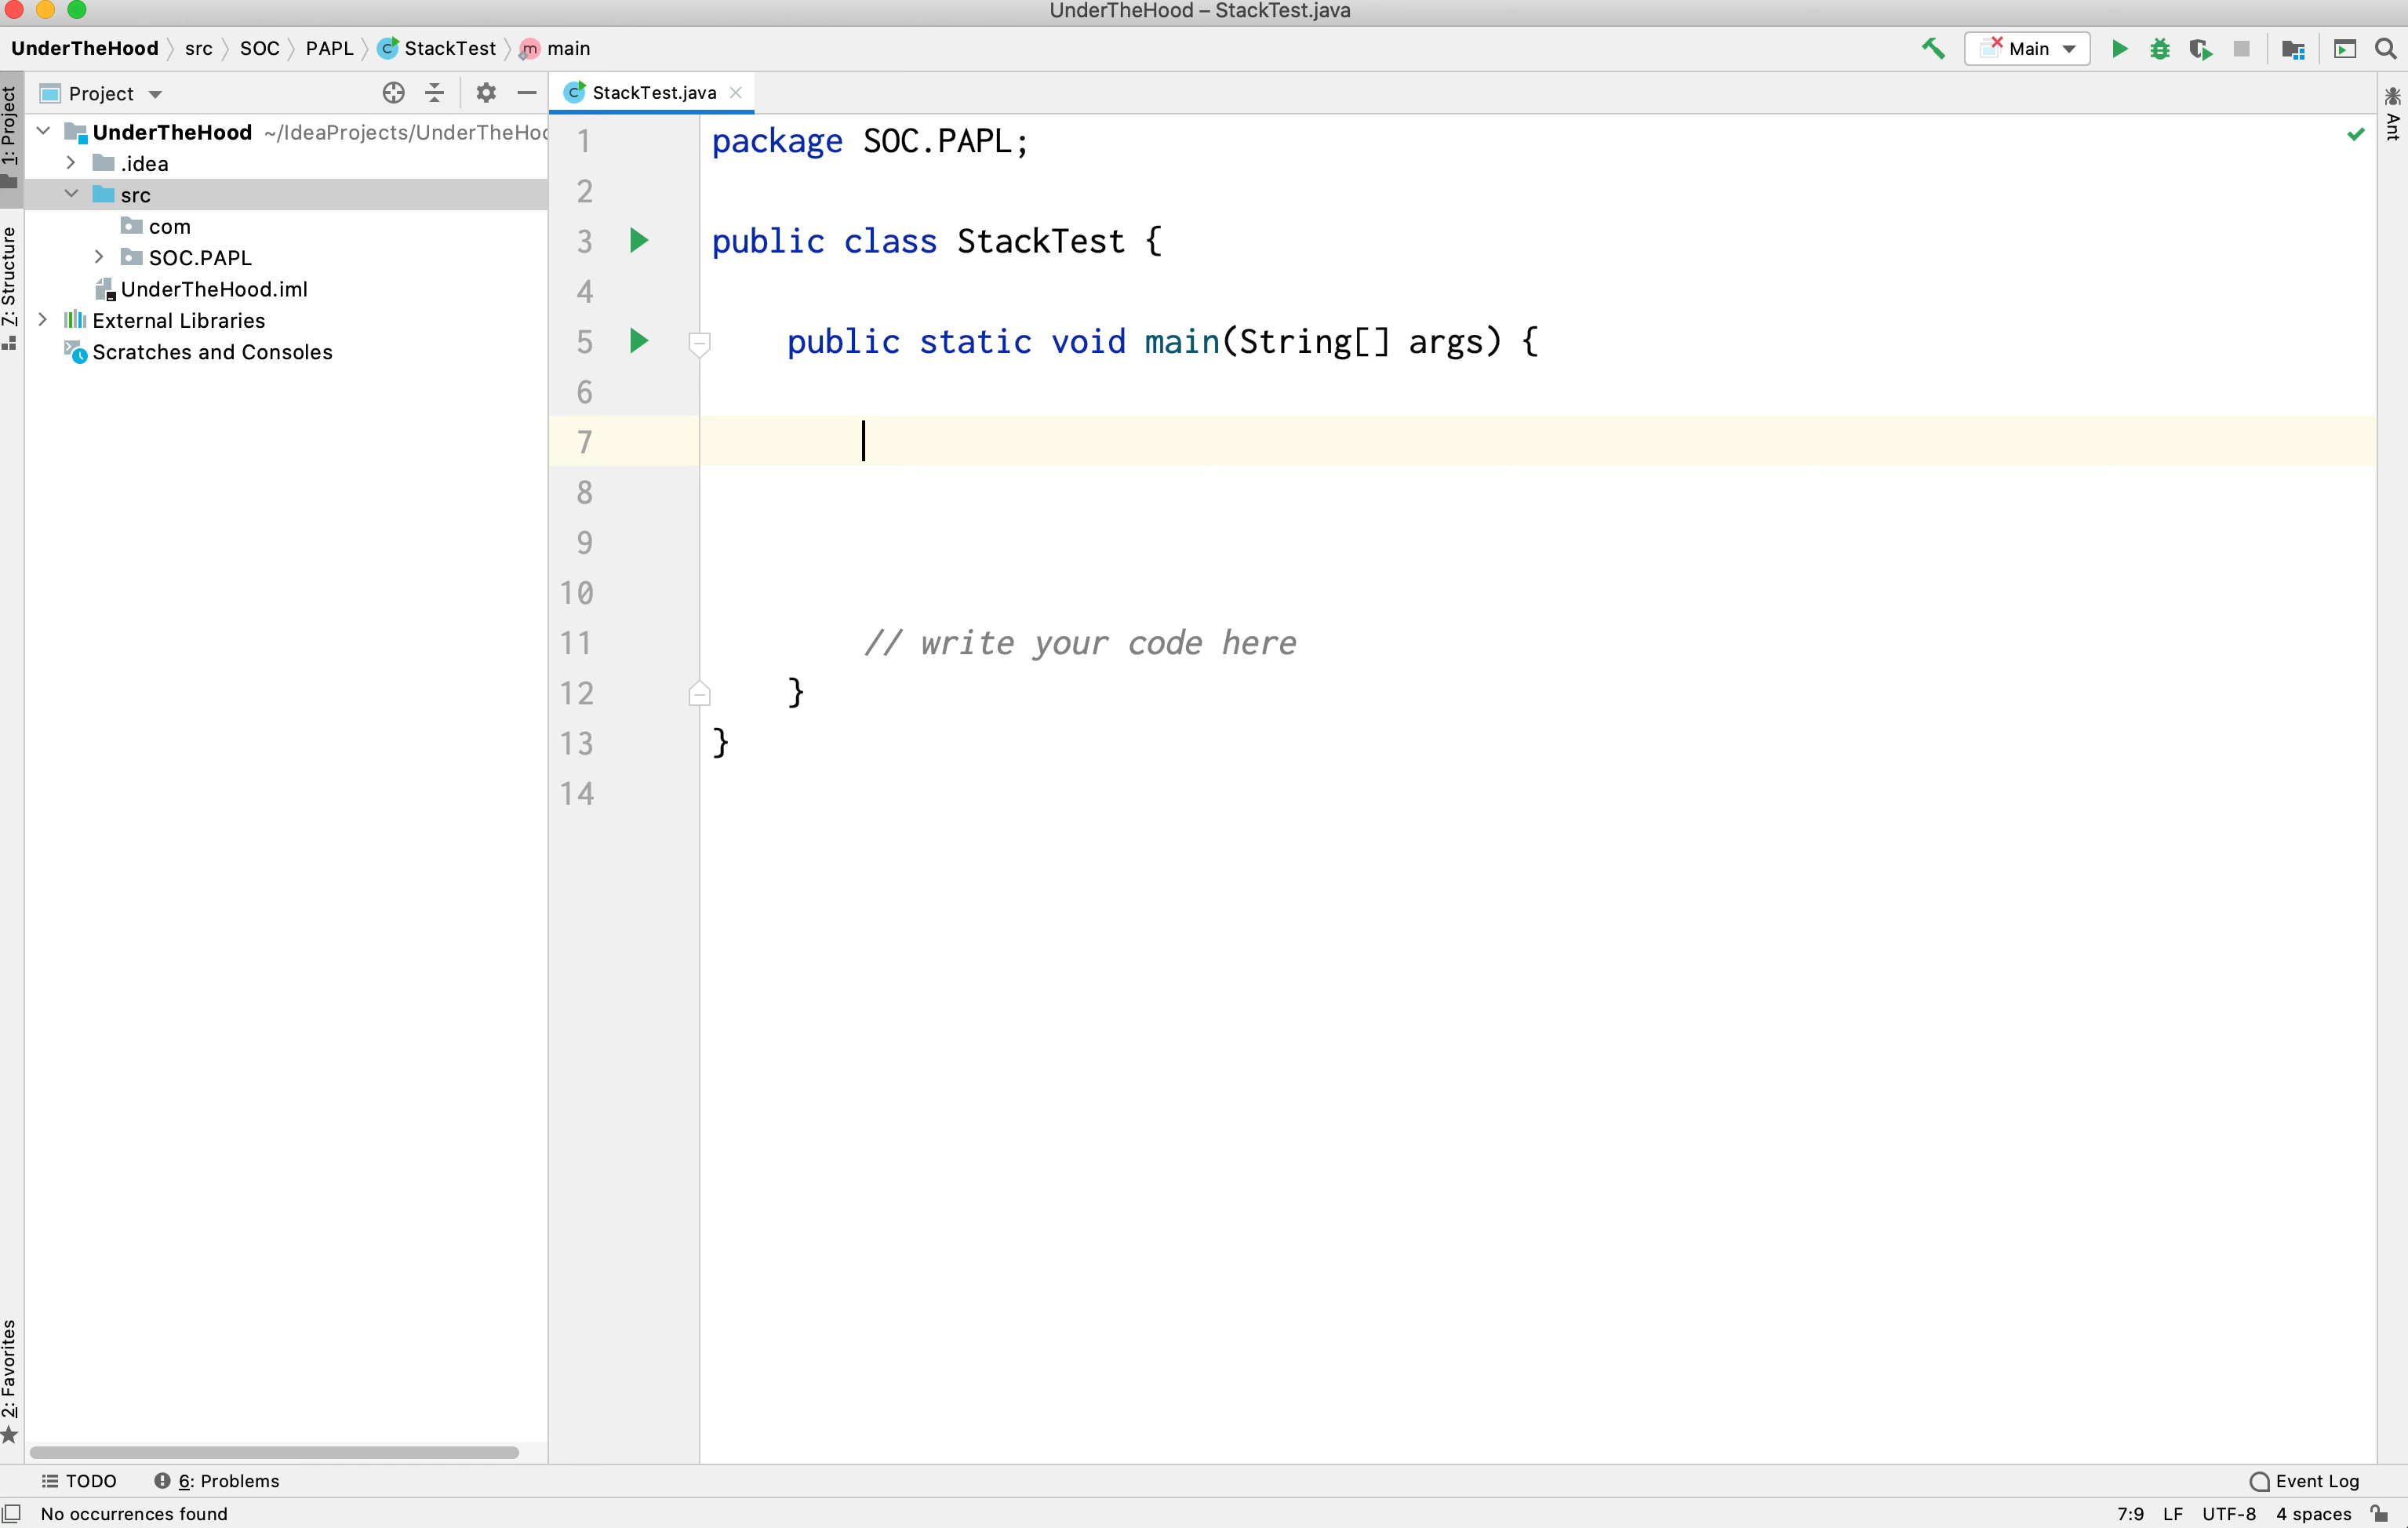 UnderTheHood – StackTest.java
UnderTheHood src SOC PAPL StackTest main
Main
1: Project
Project
StackTest.java
Ant
UnderTheHood ~/IdeaProjects/UnderTheHoo
.idea
src
com
SOC.PAPL
UnderTheHood.iml
External Libraries
Scratches and Consoles
Z: Structure
2: Favorites
1 package SOC.PAPL;
2
3 public class StackTest {
4
5 public static void main(String[] args) {
6
7
8
9
10
11 // write your code here
12 }
13 }
14
TODO 6: Problems Event Log
No occurrences found 7:9 LF UTF-8 4 spaces